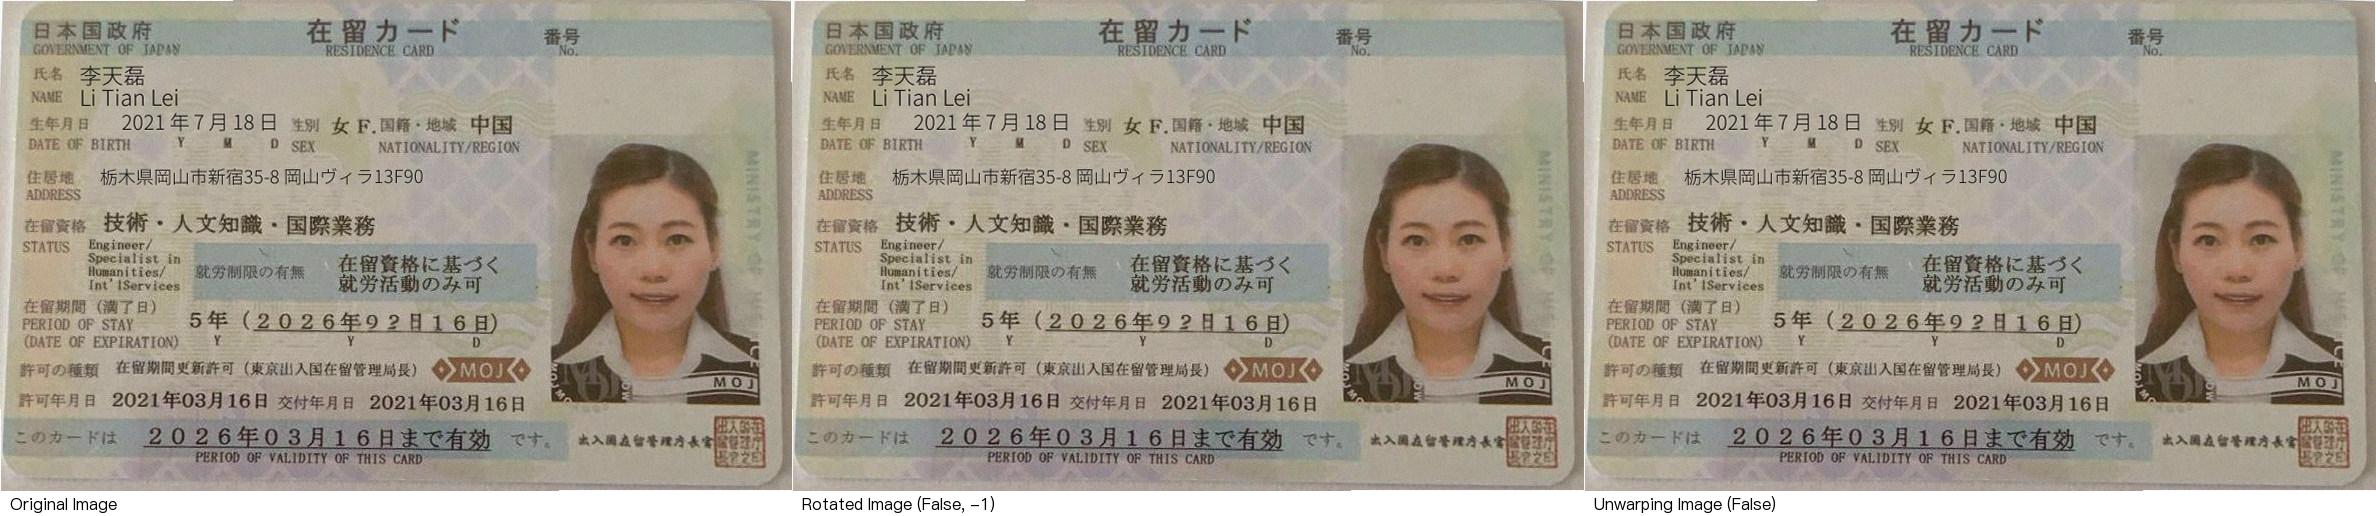 日本国政府 在留カード 番号
GOVERNMENT OF JAPAN RESIDENCE CARD No.
氏名 李天磊
NAME Li Tian Lei
生年月日 2021年7月18日 性別 女 F. 国籍・地域 中国
DATE OF BIRTH Y M D SEX NATIONALITY/REGION
住居地 栃木県岡山市新宿35-8 岡山ヴィラ13F90
ADDRESS
在留資格 技術・人文知識・国際業務
STATUS Engineer/
Specialist in
Humanities/
Int'lServices
就労制限の有無 在留資格に基づく
就労活動のみ可
在留期間（満了日）
PERIOD OF STAY 5年（2026年92月16日）
(DATE OF EXPIRATION) Y Y D
許可の種類 在留期間更新許可（東京出入国在留管理局長） MOJ
許可年月日 2021年03月16日 交付年月日 2021年03月16日
このカードは 2026年03月16日まで有効 です。
PERIOD OF VALIDITY OF THIS CARD
MINISTRY OF
MOJ
出入国在留管理庁長官
Original Image
日本国政府 在留カード 番号
GOVERNMENT OF JAPAN RESIDENCE CARD No.
氏名 李天磊
NAME Li Tian Lei
生年月日 2021年7月18日 性別 女 F. 国籍・地域 中国
DATE OF BIRTH Y M D SEX NATIONALITY/REGION
住居地 栃木県岡山市新宿35-8 岡山ヴィラ13F90
ADDRESS
在留資格 技術・人文知識・国際業務
STATUS Engineer/
Specialist in
Humanities/
Int'lServices
就労制限の有無 在留資格に基づく
就労活動のみ可
在留期間（満了日）
PERIOD OF STAY 5年（2026年92月16日）
(DATE OF EXPIRATION) Y Y D
許可の種類 在留期間更新許可（東京出入国在留管理局長） MOJ
許可年月日 2021年03月16日 交付年月日 2021年03月16日
このカードは 2026年03月16日まで有効 です。
PERIOD OF VALIDITY OF THIS CARD
MINISTRY OF
MOJ
出入国在留管理庁長官
Rotated Image (False, -1)
日本国政府 在留カード 番号
GOVERNMENT OF JAPAN RESIDENCE CARD No.
氏名 李天磊
NAME Li Tian Lei
生年月日 2021年7月18日 性別 女 F. 国籍・地域 中国
DATE OF BIRTH Y M D SEX NATIONALITY/REGION
住居地 栃木県岡山市新宿35-8 岡山ヴィラ13F90
ADDRESS
在留資格 技術・人文知識・国際業務
STATUS Engineer/
Specialist in
Humanities/
Int'lServices
就労制限の有無 在留資格に基づく
就労活動のみ可
在留期間（満了日）
PERIOD OF STAY 5年（2026年92月16日）
(DATE OF EXPIRATION) Y Y D
許可の種類 在留期間更新許可（東京出入国在留管理局長） MOJ
許可年月日 2021年03月16日 交付年月日 2021年03月16日
このカードは 2026年03月16日まで有効 です。
PERIOD OF VALIDITY OF THIS CARD
MINISTRY OF
MOJ
出入国在留管理庁長官
Unwarping Image (False)